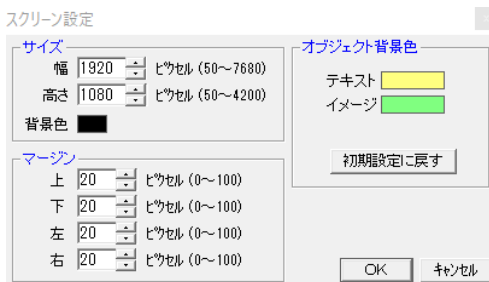 スクリーン設定
サイズ
幅 1920 ピクセル (50～7680)
高さ 1080 ピクセル (50～4200)
背景色
マージン
上 20 ピクセル (0～100)
下 20 ピクセル (0～100)
左 20 ピクセル (0～100)
右 20 ピクセル (0～100)
オブジェクト背景色
テキスト
イメージ
初期設定に戻す
OK キャンセル